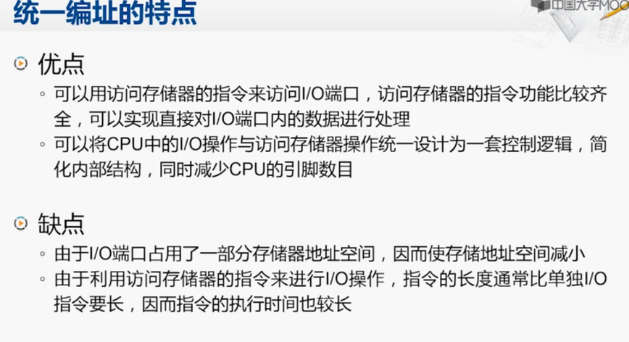 统一编址的特点
中国大学MOO
优点
可以用访问存储器的指令来访问I/O端口，访问存储器的指令功能比较齐
全，可以实现直接对I/O端口内的数据进行处理
可以将CPU中的I/O操作与访问存储器操作统一设计为一套控制逻辑，简
化内部结构，同时减少CPU的引脚数目
缺点
由于I/O端口占用了一部分存储器地址空间，因而使存储地址空间减小
由于利用访问存储器的指令来进行I/O操作，指令的长度通常比单独I/O
指令要长，因而指令的执行时间也较长